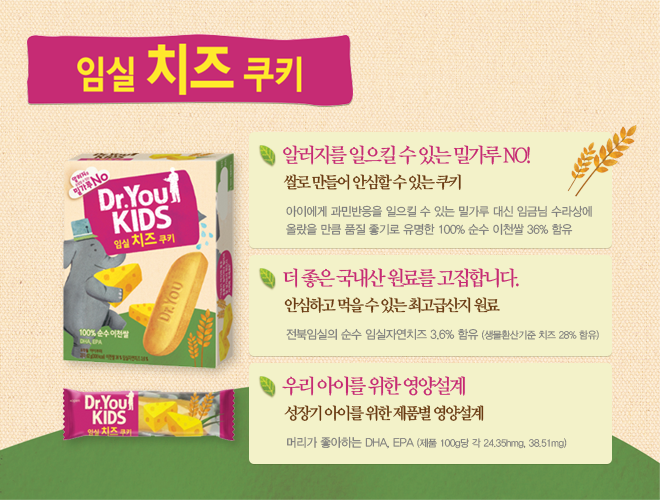 임실 치즈 쿠키
알러지를 일으킬 수 있는 밀가루 NO!
쌀로 만들어 안심할 수 있는 쿠키
아이에게 과민반응을 일으킬 수 있는 밀가루 대신 임금님 수라상에
올랐을 만큼 품질 좋기로 유명한 100% 순수 이천쌀 36% 함유
밀가루NO
Dr.You
KIDS
임실 치즈 쿠키
Dr.YOU
100% 순수 이천쌀
DHA, EPA
더 좋은 국내산 원료를 고집합니다.
안심하고 먹을 수 있는 최고급산지 원료
전북임실의 순수 임실자연치즈 3.6% 함유 (생물환산기준 치즈 28% 함유)
우리 아이를 위한 영양설계
성장기 아이를 위한 제품별 영양설계
머리가 좋아하는 DHA, EPA (제품 100g당 각 24.35hmg, 38.51mg)
Dr.You
KIDS
임실 치즈 쿠키